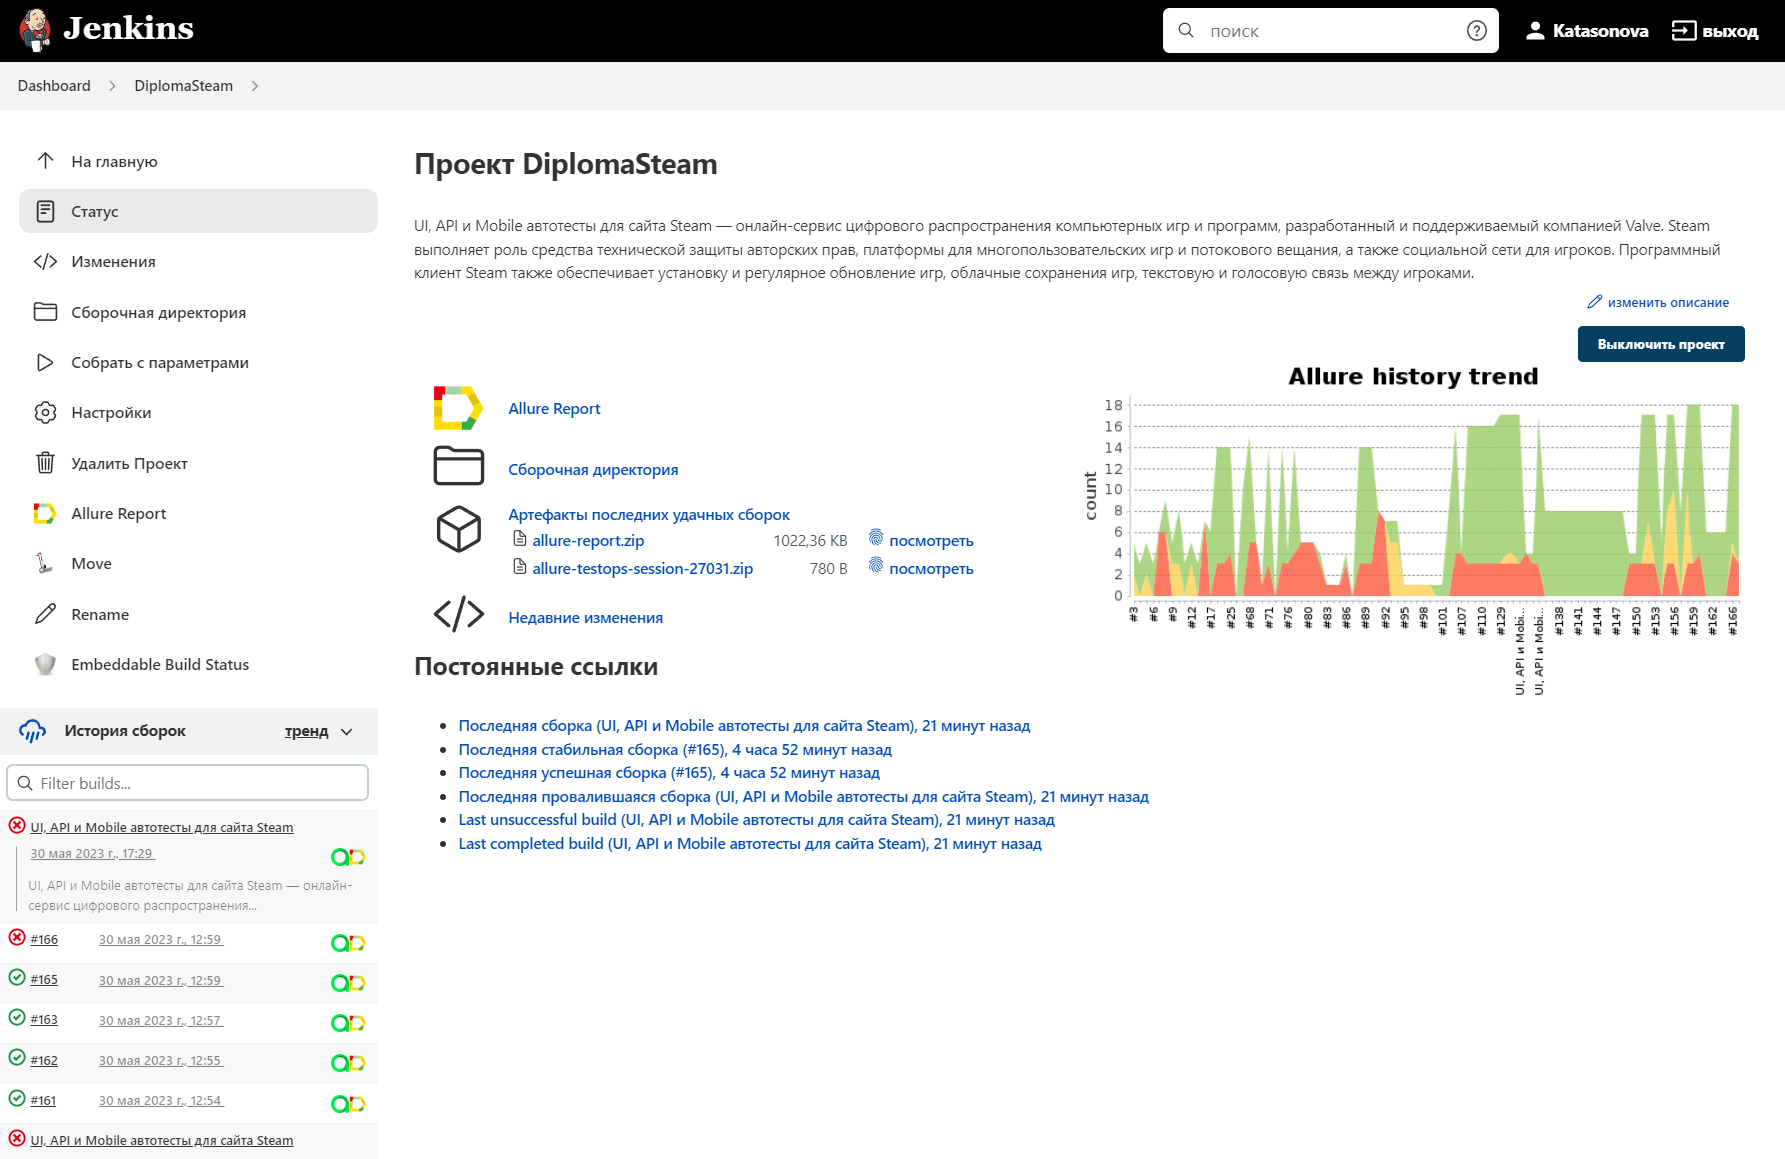 Jenkins
поиск
Katasonova
выход
Dashboard
DiplomaSteam
На главную
Статус
Изменения
Сборочная директория
Собрать с параметрами
Настройки
Удалить Проект
Allure Report
Move
Rename
Embeddable Build Status
История сборок
тренд
Filter builds...
UI, API и Mobile автотесты для сайта Steam
30 мая 2023 г., 17:29
UI, API и Mobile автотесты для сайта Steam — онлайн-
сервис цифрового распространения...
#166 30 мая 2023 г., 12:59
#165 30 мая 2023 г., 12:59
#163 30 мая 2023 г., 12:57
#162 30 мая 2023 г., 12:55
#161 30 мая 2023 г., 12:54
UI, API и Mobile автотесты для сайта Steam
Проект DiplomaSteam
UI, API и Mobile автотесты для сайта Steam — онлайн-сервис цифрового распространения компьютерных игр и программ, разработанный и поддерживаемый компанией Valve. Steam
выполняет роль средства технической защиты авторских прав, платформы для многопользовательских игр и потокового вещания, а также социальной сети для игроков. Программный
клиент Steam также обеспечивает установку и регулярное обновление игр, облачные сохранения игр, текстовую и голосовую связь между игроками.
изменить описание
Выключить проект
Allure Report
Сборочная директория
Артефакты последних удачных сборок
allure-report.zip 1022,36 KB посмотреть
allure-testops-session-27031.zip 780 B посмотреть
Недавние изменения
Allure history trend
count
18
16
14
12
10
8
6
4
2
0
#3
#6
#9
#12
#17
#25
#68
#71
#76
#80
#83
#86
#89
#92
#95
#98
#101
#107
#110
#129
UI, API и Mobi...
UI, API и Mobi...
#138
#141
#144
#147
#150
#153
#156
#159
#162
#166
Постоянные ссылки
Последняя сборка (UI, API и Mobile автотесты для сайта Steam), 21 минут назад
Последняя стабильная сборка (#165), 4 часа 52 минут назад
Последняя успешная сборка (#165), 4 часа 52 минут назад
Последняя провалившаяся сборка (UI, API и Mobile автотесты для сайта Steam), 21 минут назад
Last unsuccessful build (UI, API и Mobile автотесты для сайта Steam), 21 минут назад
Last completed build (UI, API и Mobile автотесты для сайта Steam), 21 минут назад